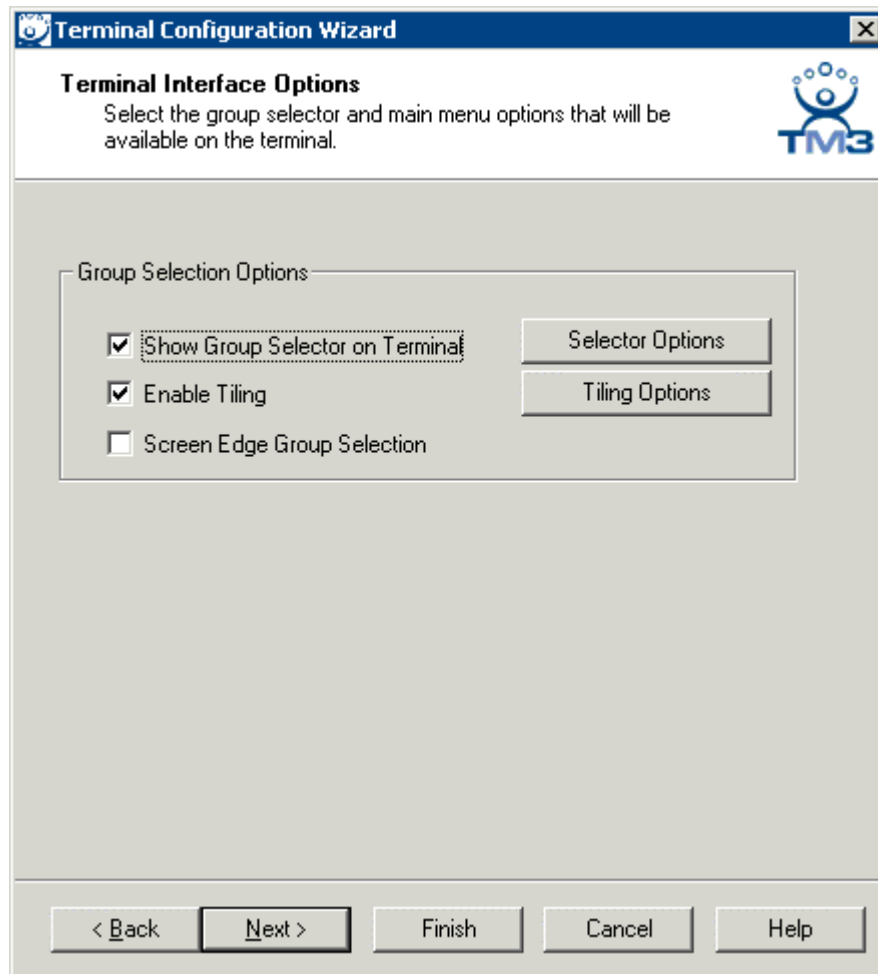 Terminal Configuration Wizard
Terminal Interface Options
Select the group selector and main menu options that will be
available on the terminal.
TM3
Group Selection Options
Show Group Selector on Terminal
Selector Options
Enable Tiling
Tiling Options
Screen Edge Group Selection
< Back
Next >
Finish
Cancel
Help